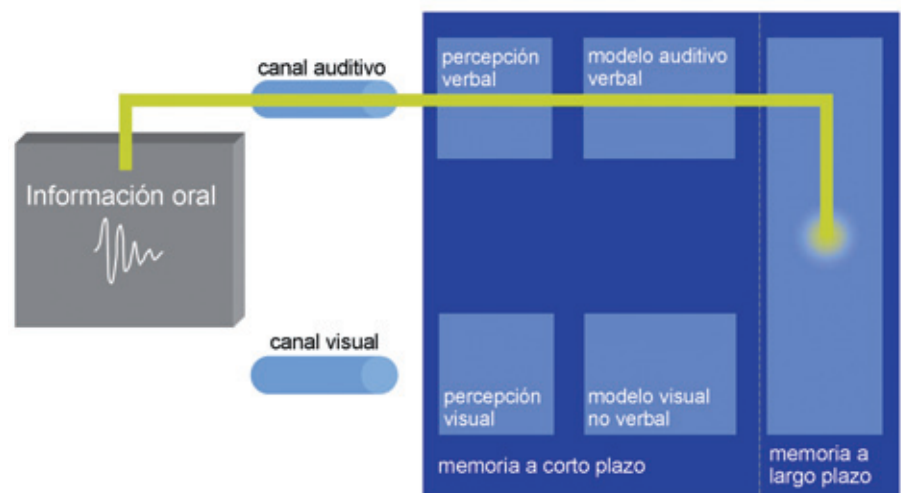 canal auditivo
Información oral
canal visual
percepción
verbal
modelo auditivo
verbal
percepción
visual
modelo visual
no verbal
memoria a corto plazo
memoria a
largo plazo